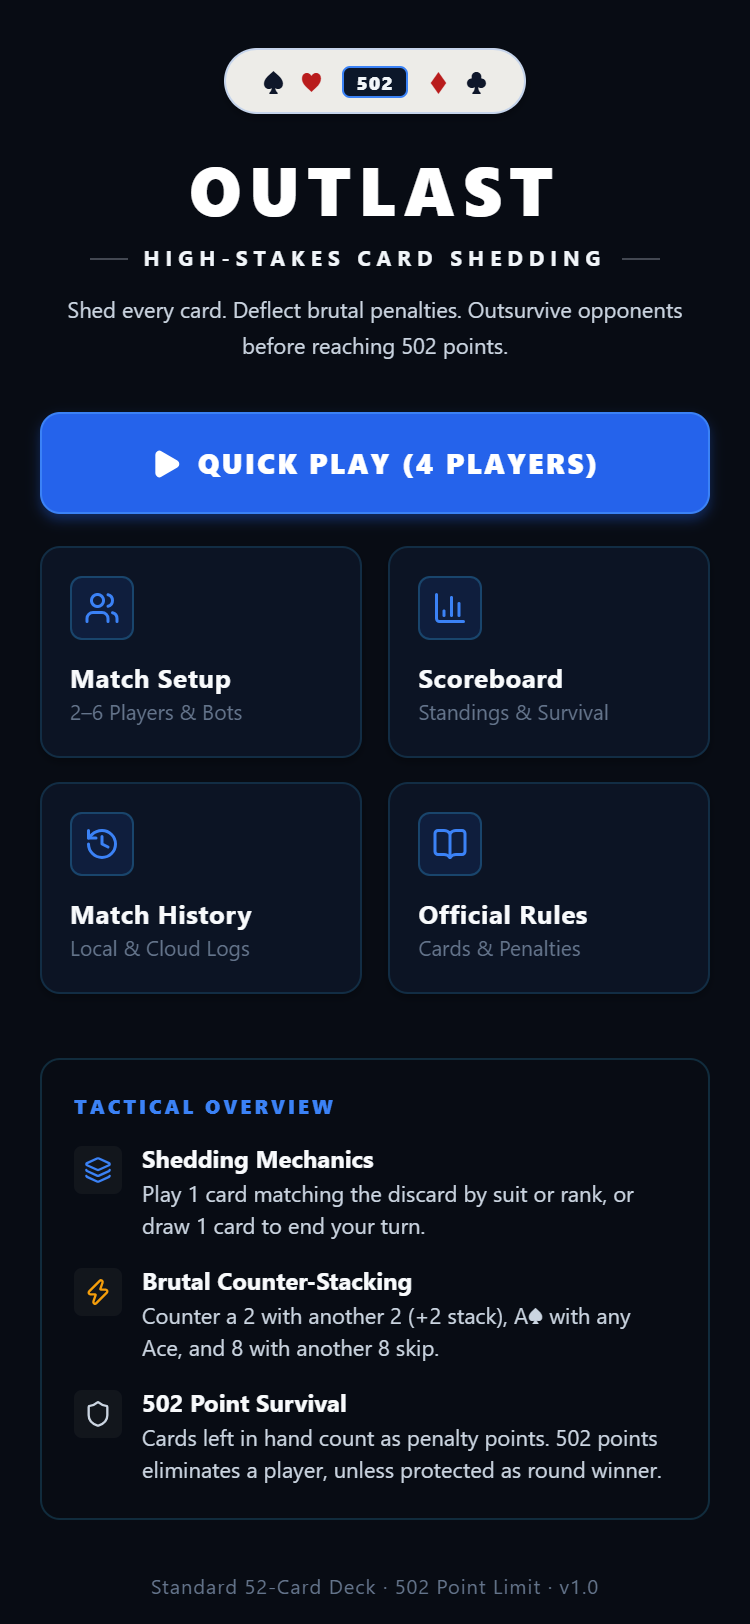 ♠ ♥ 502 ♦ ♣
OUTLAST
HIGH-STAKES CARD SHEDDING
Shed every card. Deflect brutal penalties. Outsurvive opponents
before reaching 502 points.
QUICK PLAY (4 PLAYERS)
Match Setup
2–6 Players & Bots
Scoreboard
Standings & Survival
Match History
Local & Cloud Logs
Official Rules
Cards & Penalties
TACTICAL OVERVIEW
Shedding Mechanics
Play 1 card matching the discard by suit or rank, or
draw 1 card to end your turn.
Brutal Counter-Stacking
Counter a 2 with another 2 (+2 stack), A♠ with any
Ace, and 8 with another 8 skip.
502 Point Survival
Cards left in hand count as penalty points. 502 points
eliminates a player, unless protected as round winner.
Standard 52-Card Deck · 502 Point Limit · v1.0